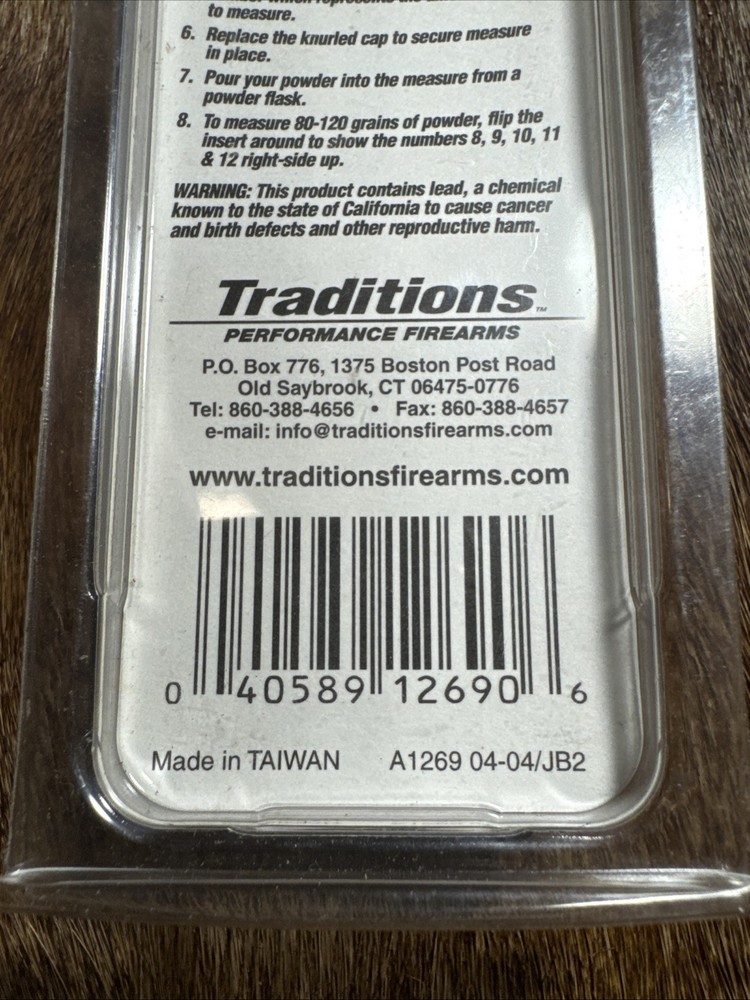 to measure.
6. Replace the knurled cap to secure measure
in place.
7. Pour your powder into the measure from a
powder flask.
8. To measure 80-120 grains of powder, flip the
insert around to show the numbers 8, 9, 10, 11
& 12 right-side up.
WARNING: This product contains lead, a chemical
known to the state of California to cause cancer
and birth defects and other reproductive harm.
Traditions™
PERFORMANCE FIREARMS
P.O. Box 776, 1375 Boston Post Road
Old Saybrook, CT 06475-0776
Tel: 860-388-4656 • Fax: 860-388-4657
e-mail: info@traditionsfirearms.com
www.traditionsfirearms.com
0 40589 12690 6
Made in TAIWAN A1269 04-04/JB2